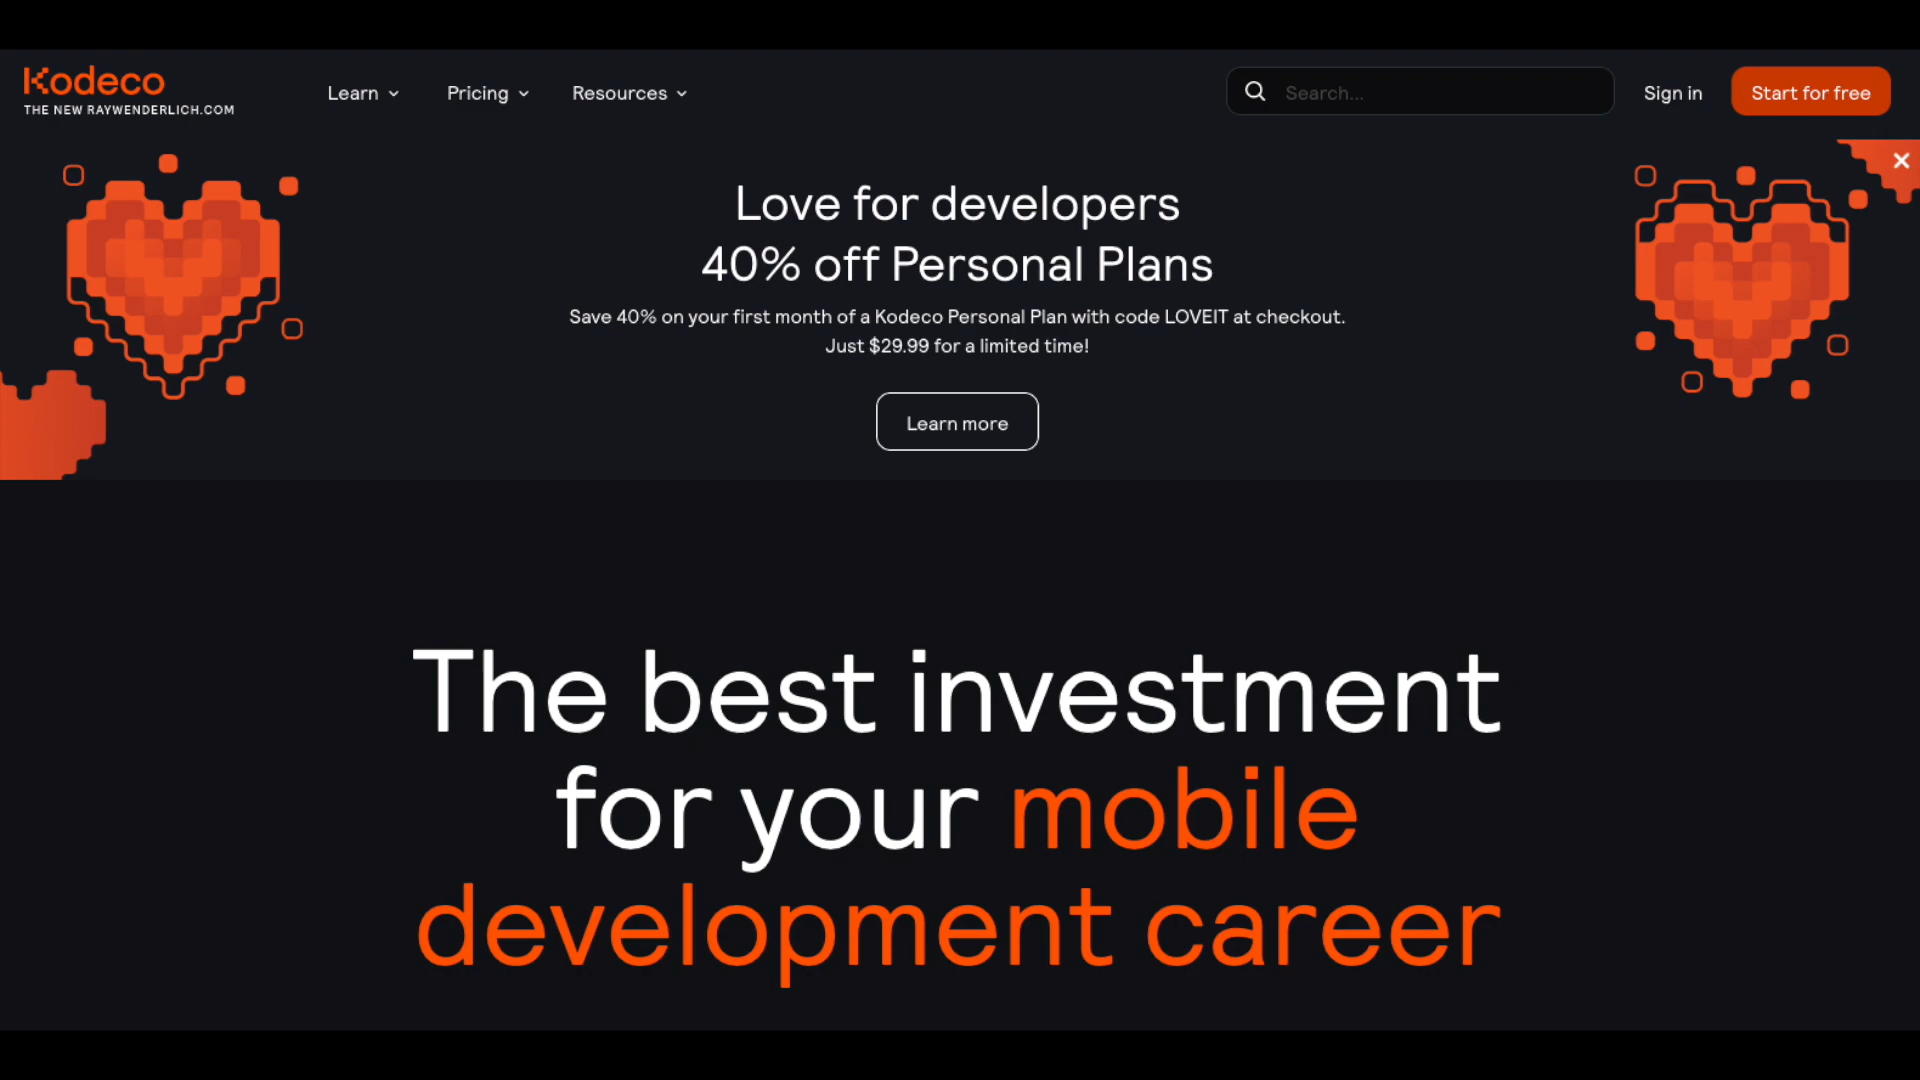 Kodeco
THE NEW RAYWENDERLICH.COM
Learn
Pricing
Resources
Search...
Sign in
Start for free
Love for developers
40% off Personal Plans
Save 40% on your first month of a Kodeco Personal Plan with code LOVEIT at checkout.
Just $29.99 for a limited time!
Learn more
The best investment
for your mobile
development career